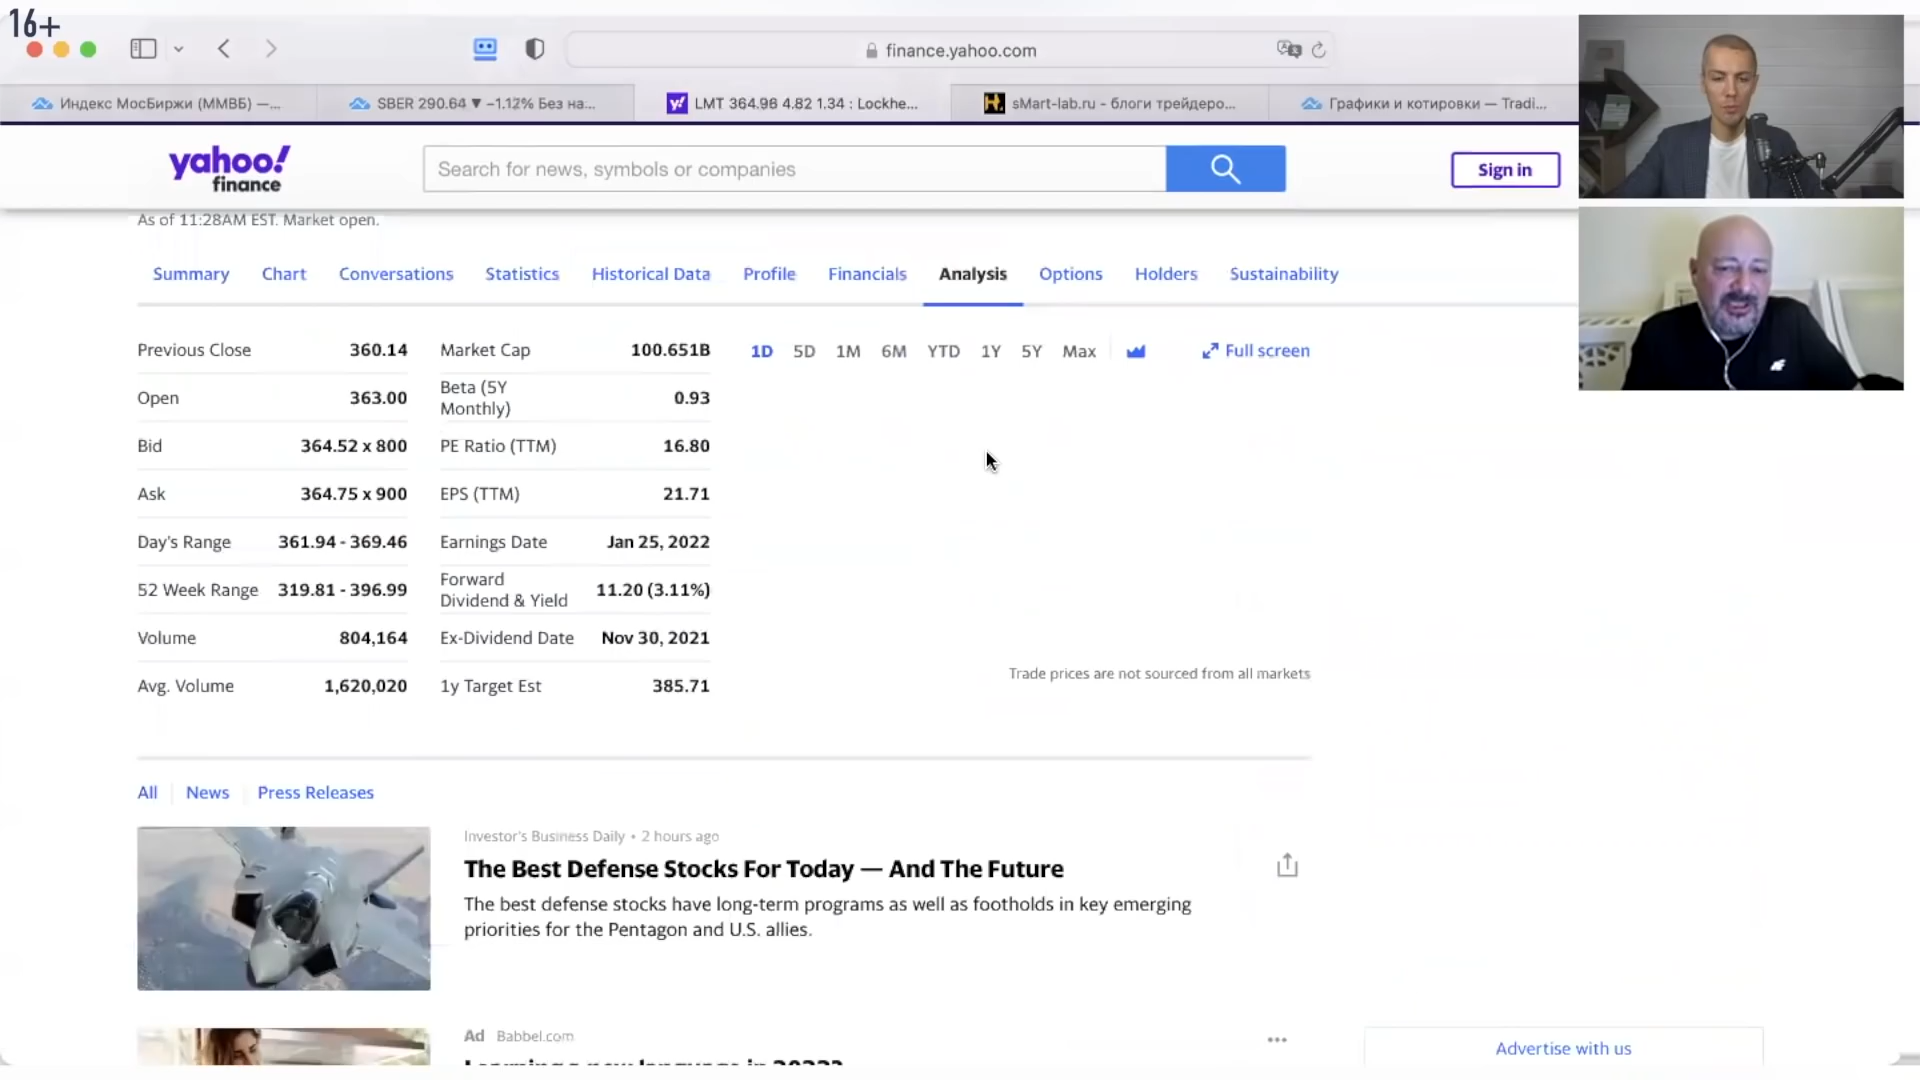 16+
finance.yahoo.com
Индекс МосБиржи (ММВБ) —...
SBER 290.64 ▼ −1.12% Без на...
LMT 364.96 4.82 1.34 : Lockhe...
sMart-lab.ru - блоги трейдеро...
Графики и котировки — Tradi...
yahoo!
finance
Search for news, symbols or companies
Sign in
As of 11:28AM EST. Market open.
Summary Chart Conversations Statistics Historical Data Profile Financials Analysis Options Holders Sustainability
Previous Close 360.14
Open 363.00
Bid 364.52 x 800
Ask 364.75 x 900
Day's Range 361.94 - 369.46
52 Week Range 319.81 - 396.99
Volume 804,164
Avg. Volume 1,620,020
Market Cap 100.651B
Beta (5Y
Monthly) 0.93
PE Ratio (TTM) 16.80
EPS (TTM) 21.71
Earnings Date Jan 25, 2022
Forward
Dividend & Yield 11.20 (3.11%)
Ex-Dividend Date Nov 30, 2021
1y Target Est 385.71
1D 5D 1M 6M YTD 1Y 5Y Max Full screen
Trade prices are not sourced from all markets
All News Press Releases
Investor's Business Daily • 2 hours ago
The Best Defense Stocks For Today — And The Future
The best defense stocks have long-term programs as well as footholds in key emerging
priorities for the Pentagon and U.S. allies.
Ad Babbel.com
Learning a new language in 2022?
Advertise with us